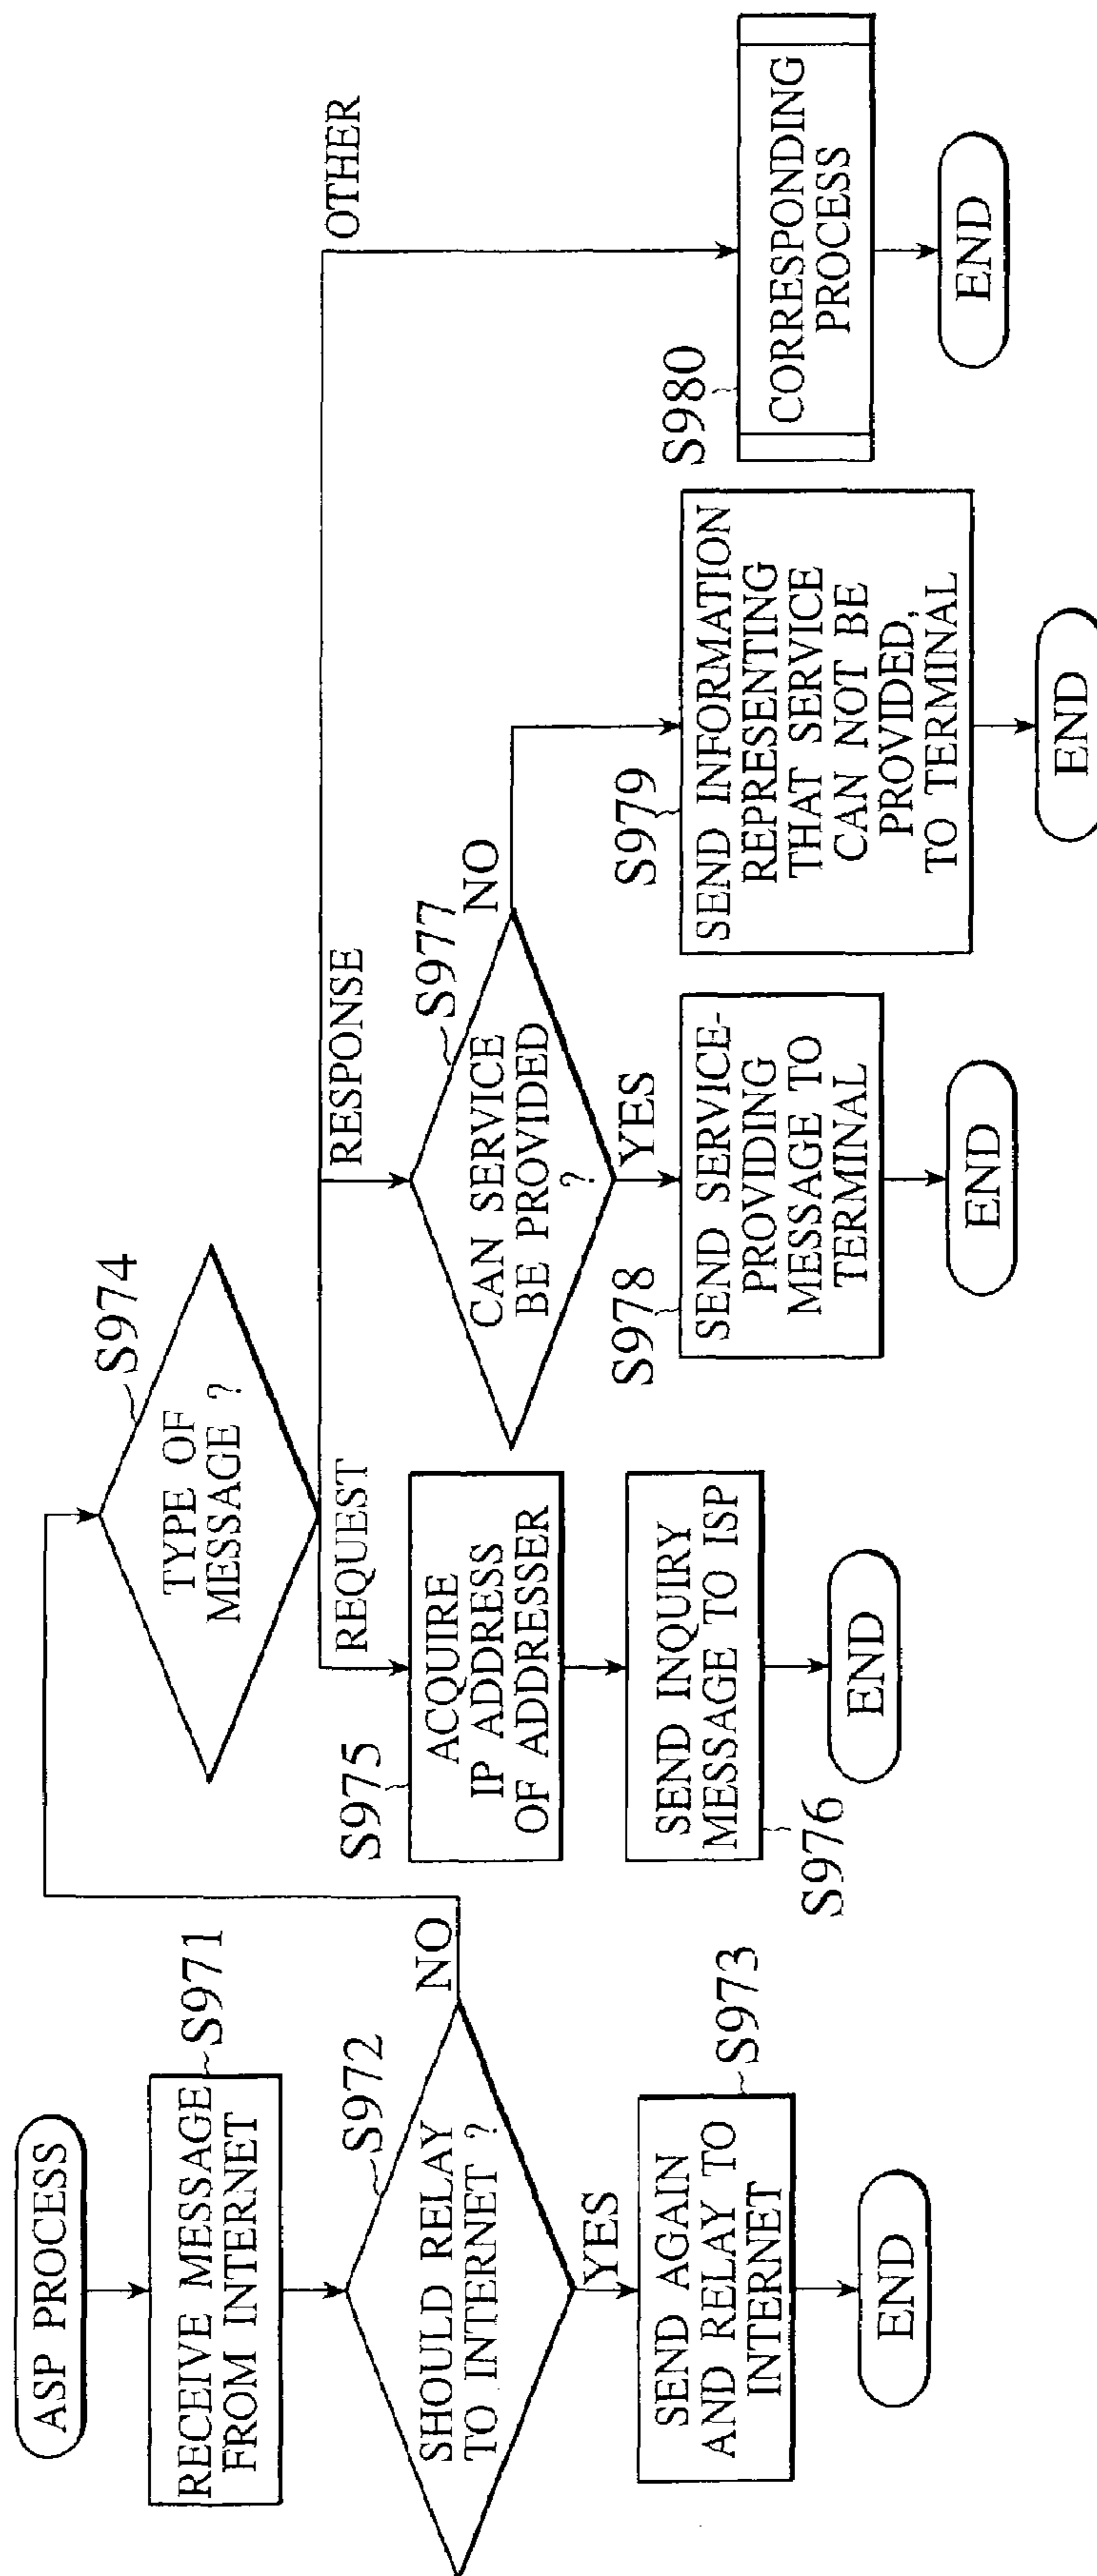 ASP PROCESS
RECEIVE MESSAGE
FROM INTERNET
S971
SHOULD RELAY
TO INTERNET ?
S972
NO
YES
SEND AGAIN
AND RELAY TO
INTERNET
S973
END
TYPE OF
MESSAGE ?
S974
REQUEST
S975
ACQUIRE
IP ADDRESS
OF ADDRESSER
SEND INQUIRY
MESSAGE TO ISP
S976
END
RESPONSE
CAN SERVICE
BE PROVIDED
?
S977
NO
YES
S978
SEND SERVICE-
PROVIDING
MESSAGE TO
TERMINAL
END
S979
SEND INFORMATION
REPRESENTING
THAT SERVICE
CAN NOT BE
PROVIDED,
TO TERMINAL
END
OTHER
S980
CORRESPONDING
PROCESS
END